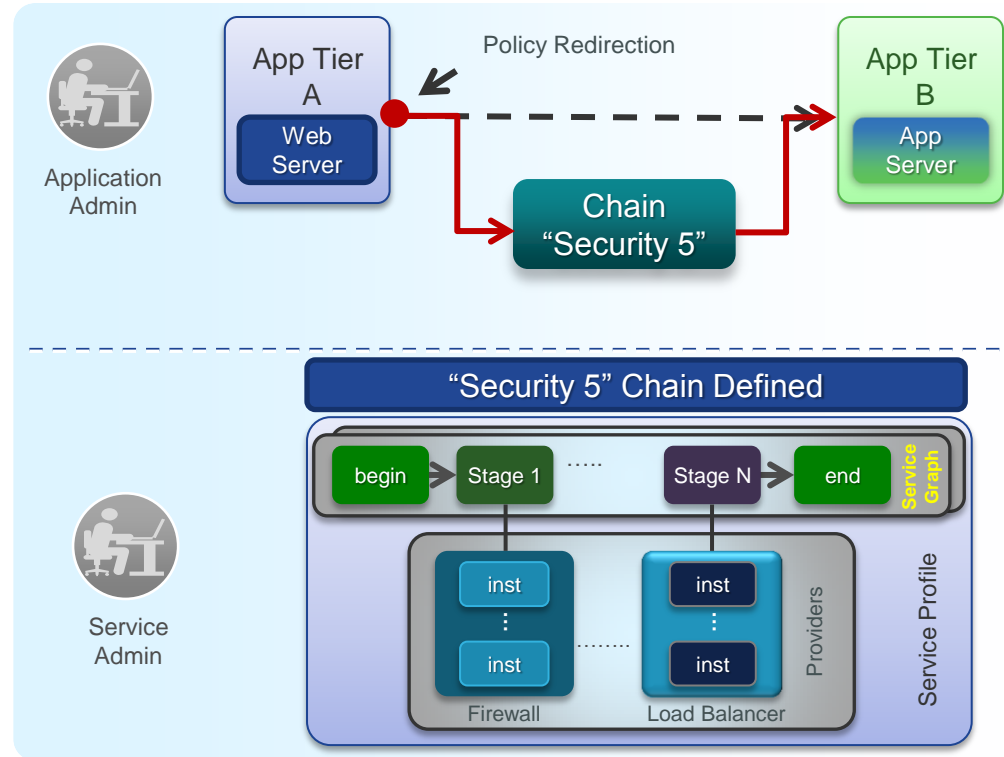 App Tier
A
Web
Server
Policy Redirection
App Tier
B
App
Server
Application
Admin
Chain
“Security 5”
“Security 5” Chain Defined
begin
Stage 1
.....
Stage N
end
Service
Graph
inst
inst
inst
inst
........
Firewall
Load Balancer
Providers
Service Profile
Service
Admin